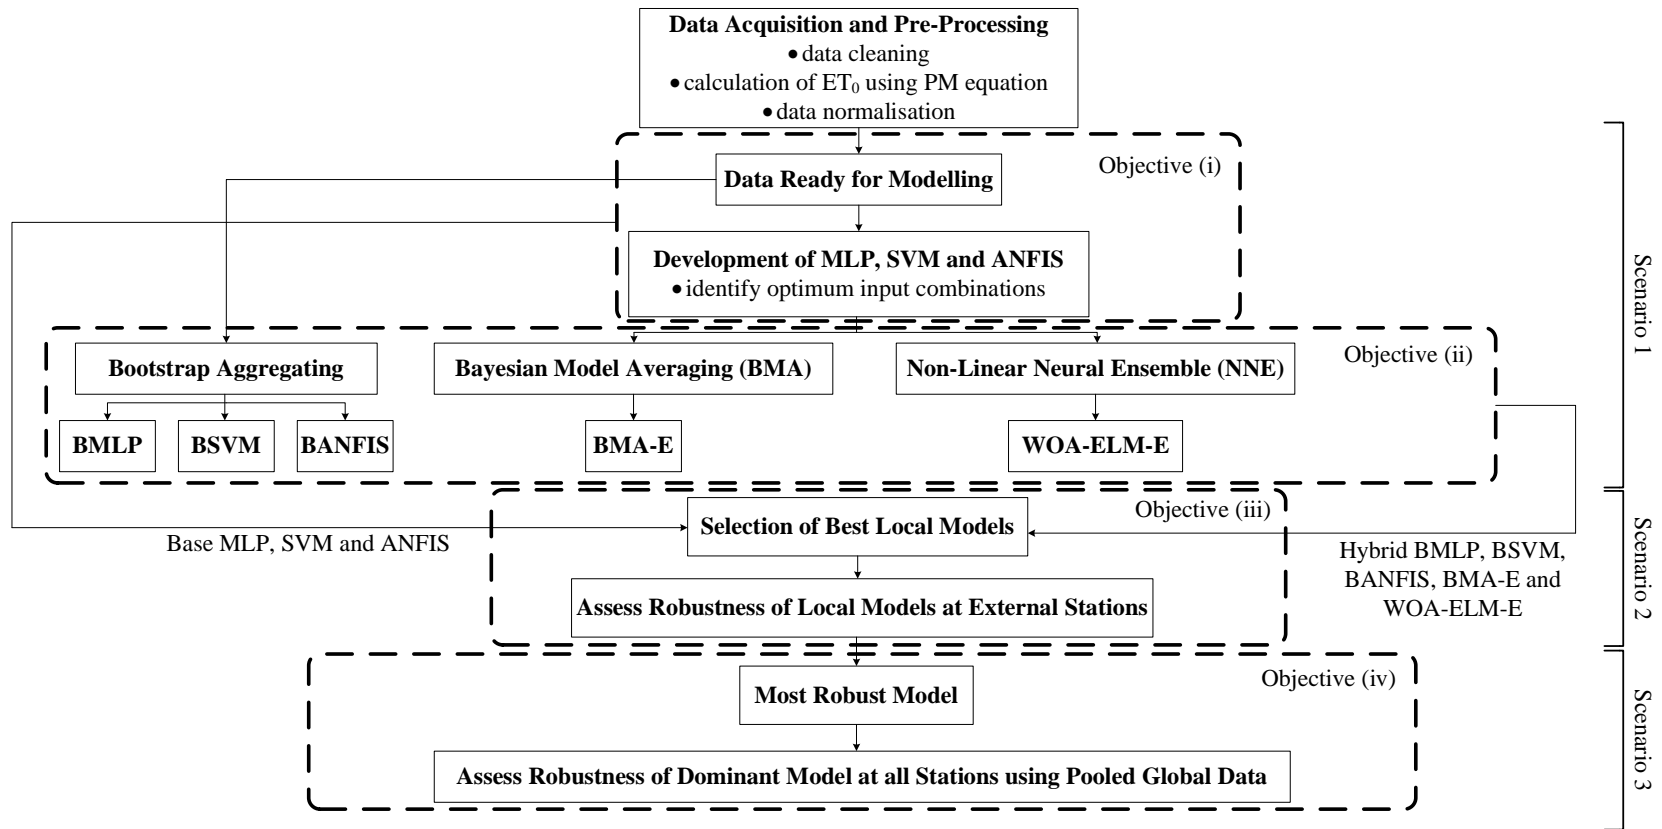 Data Acquisition and Pre-Processing
• data cleaning
• calculation of ET₀ using PM equation
• data normalisation
Objective (i)
Data Ready for Modelling
Development of MLP, SVM and ANFIS
• identify optimum input combinations
Scenario 1
Objective (ii)
Bootstrap Aggregating
Bayesian Model Averaging (BMA)
Non-Linear Neural Ensemble (NNE)
BMLP
BSVM
BANFIS
BMA-E
WOA-ELM-E
Objective (iii)
Selection of Best Local Models
Base MLP, SVM and ANFIS
Hybrid BMLP, BSVM,
BANFIS, BMA-E and
WOA-ELM-E
Scenario 2
Assess Robustness of Local Models at External Stations
Objective (iv)
Most Robust Model
Scenario 3
Assess Robustness of Dominant Model at all Stations using Pooled Global Data